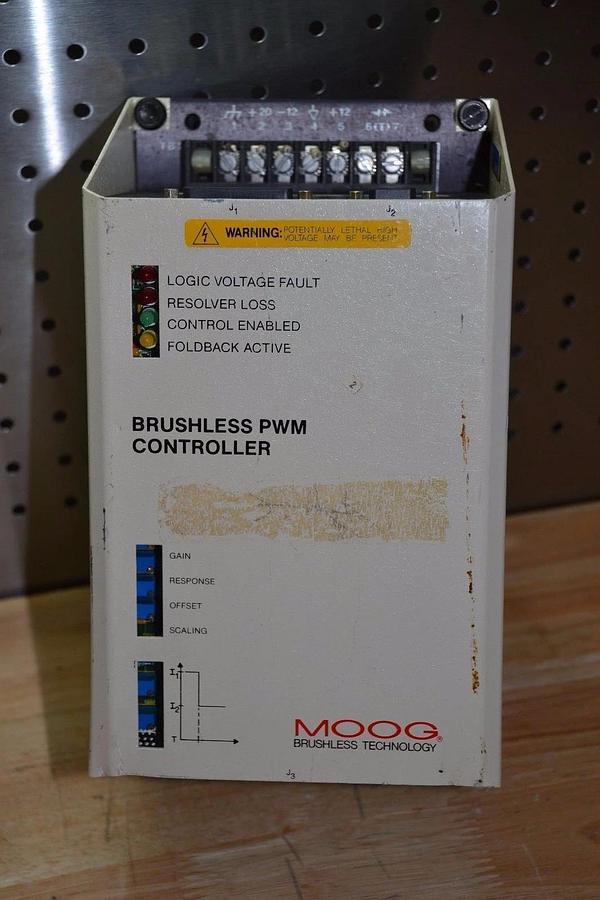 +20 -12 +12
1 2 3 4 5 6(T)7
TB1
J1 J2
WARNING: POTENTIALLY LETHAL HIGH
VOLTAGE MAY BE PRESENT
LOGIC VOLTAGE FAULT
RESOLVER LOSS
CONTROL ENABLED
FOLDBACK ACTIVE
2
BRUSHLESS PWM
CONTROLLER
GAIN
RESPONSE
OFFSET
SCALING
I1
I2
T
MOOG®
BRUSHLESS TECHNOLOGY
J3